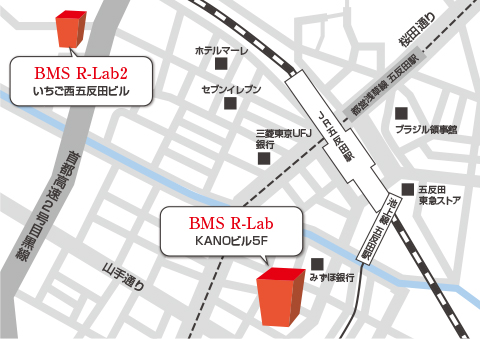 桜田通り
ホテルマーレ
BMS R-Lab2
いちご西五反田ビル
セブンイレブン
都営浅草線 五反田駅
JR五反田駅
ブラジル領事館
三菱東京UFJ
銀行
首都高速2号目黒線
五反田
東急ストア
池上線 五反田駅
BMS R-Lab
KANOビル5F
山手通り
みずほ銀行